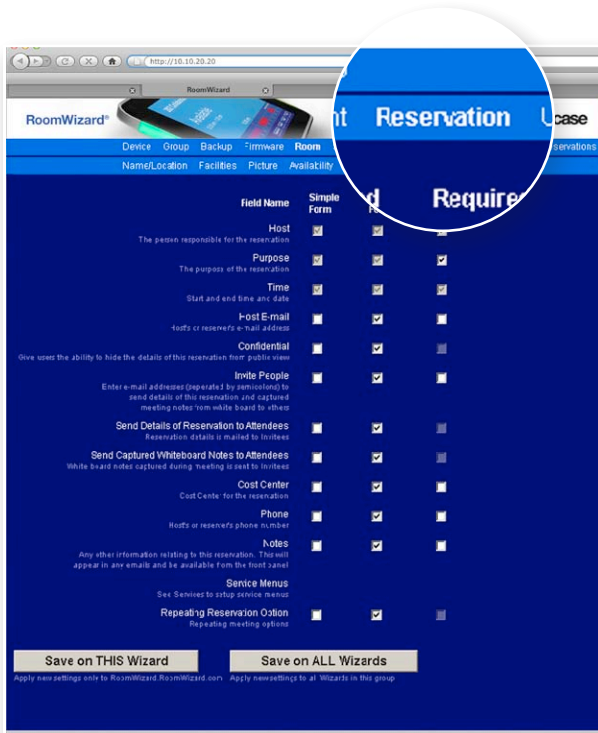 http://10.10.20.20
RoomWizard
RoomWizard®
Reservation
case
Device Group Backup Firmware Room
servations
Name/Location Facilities Picture Availability
Field Name
Simple Form
Required
Host
The person responsible for the reservation
Purpose
The purpose of the reservation
Time
Start and end time and date
Host E-mail
Host's or reserver's e-mail address
Confidential
Give users the ability to hide the details of this reservation from public view
Invite People
Enter e-mail addresses (seperated by semicolons) to
send details of this reservation and captured
meeting notes from white board to others
Send Details of Reservation to Attendees
Reservation details is mailed to Invitees
Send Captured Whiteboard Notes to Attendees
White board notes captured during meeting is sent to Invitees
Cost Center
Cost Center for the reservation
Phone
Host's or reserver's phone number
Notes
Any other information relating to this reservation. This will
appear in any emails and be available from the front panel
Service Menus
See Services to setup service menus
Repeating Reservation Option
Repeating meeting options
Save on THIS Wizard Save on ALL Wizards
Apply new settings only to RoomWizard.RoomWizard.com Apply new settings to all Wizards in this group